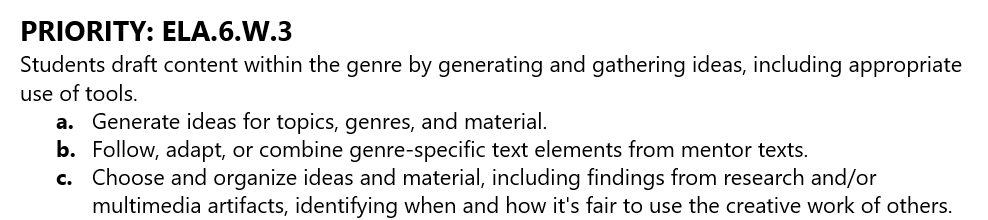 PRIORITY: ELA.6.W.3
Students draft content within the genre by generating and gathering ideas, including appropriate
use of tools.
a. Generate ideas for topics, genres, and material.
b. Follow, adapt, or combine genre-specific text elements from mentor texts.
c. Choose and organize ideas and material, including findings from research and/or
multimedia artifacts, identifying when and how it's fair to use the creative work of others.